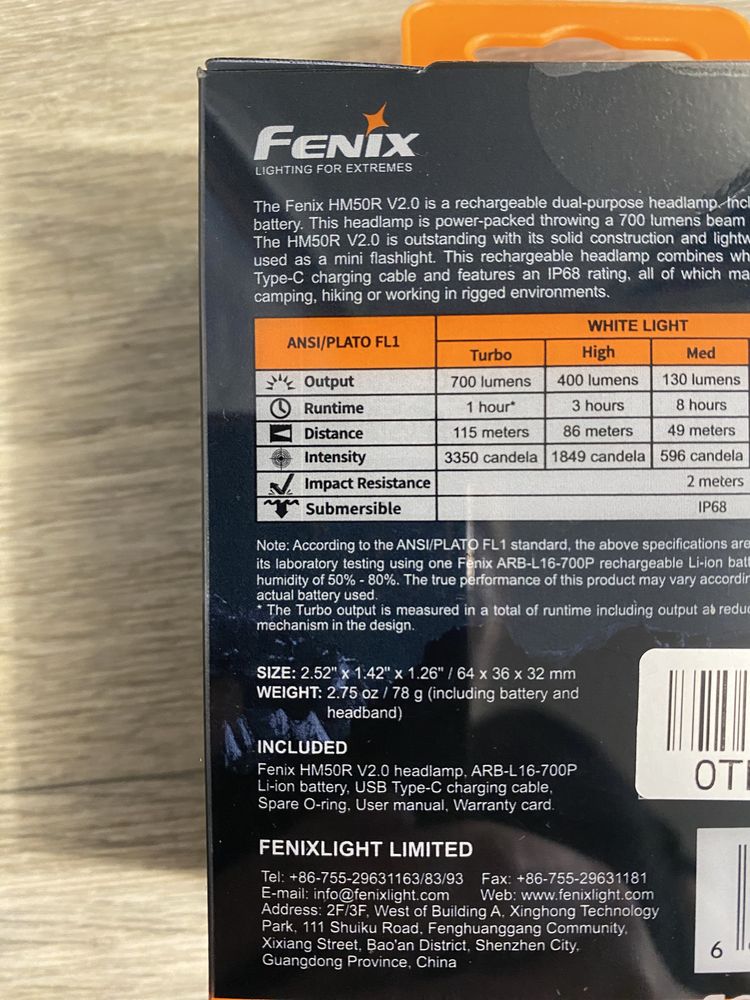 FENIX
LIGHTING FOR EXTREMES
The Fenix HM50R V2.0 is a rechargeable dual-purpose headlamp. Incl
battery. This headlamp is power-packed throwing a 700 lumens beam
The HM50R V2.0 is outstanding with its solid construction and lightw
used as a mini flashlight. This rechargeable headlamp combines wh
Type-C charging cable and features an IP68 rating, all of which ma
camping, hiking or working in rigged environments.
ANSI/PLATO FL1 WHITE LIGHT
Turbo High Med
Output 700 lumens 400 lumens 130 lumens
Runtime 1 hour* 3 hours 8 hours
Distance 115 meters 86 meters 49 meters
Intensity 3350 candela 1849 candela 596 candela
Impact Resistance 2 meters
Submersible IP68
Note: According to the ANSI/PLATO FL1 standard, the above specifications are
its laboratory testing using one Fenix ARB-L16-700P rechargeable Li-ion batt
humidity of 50% - 80%. The true performance of this product may vary accordin
actual battery used.
* The Turbo output is measured in a total of runtime including output at reduc
mechanism in the design.
SIZE: 2.52" x 1.42" x 1.26" / 64 x 36 x 32 mm
WEIGHT: 2.75 oz / 78 g (including battery and
headband)
INCLUDED
Fenix HM50R V2.0 headlamp, ARB-L16-700P
Li-ion battery, USB Type-C charging cable,
Spare O-ring, User manual, Warranty card.
0T
FENIXLIGHT LIMITED
Tel: +86-755-29631163/83/93 Fax: +86-755-29631181
E-mail: info@fenixlight.com Web: www.fenixlight.com
Address: 2F/3F, West of Building A, Xinghong Technology
Park, 111 Shuiku Road, Fenghuanggang Community,
Xixiang Street, Bao'an District, Shenzhen City,
Guangdong Province, China
6